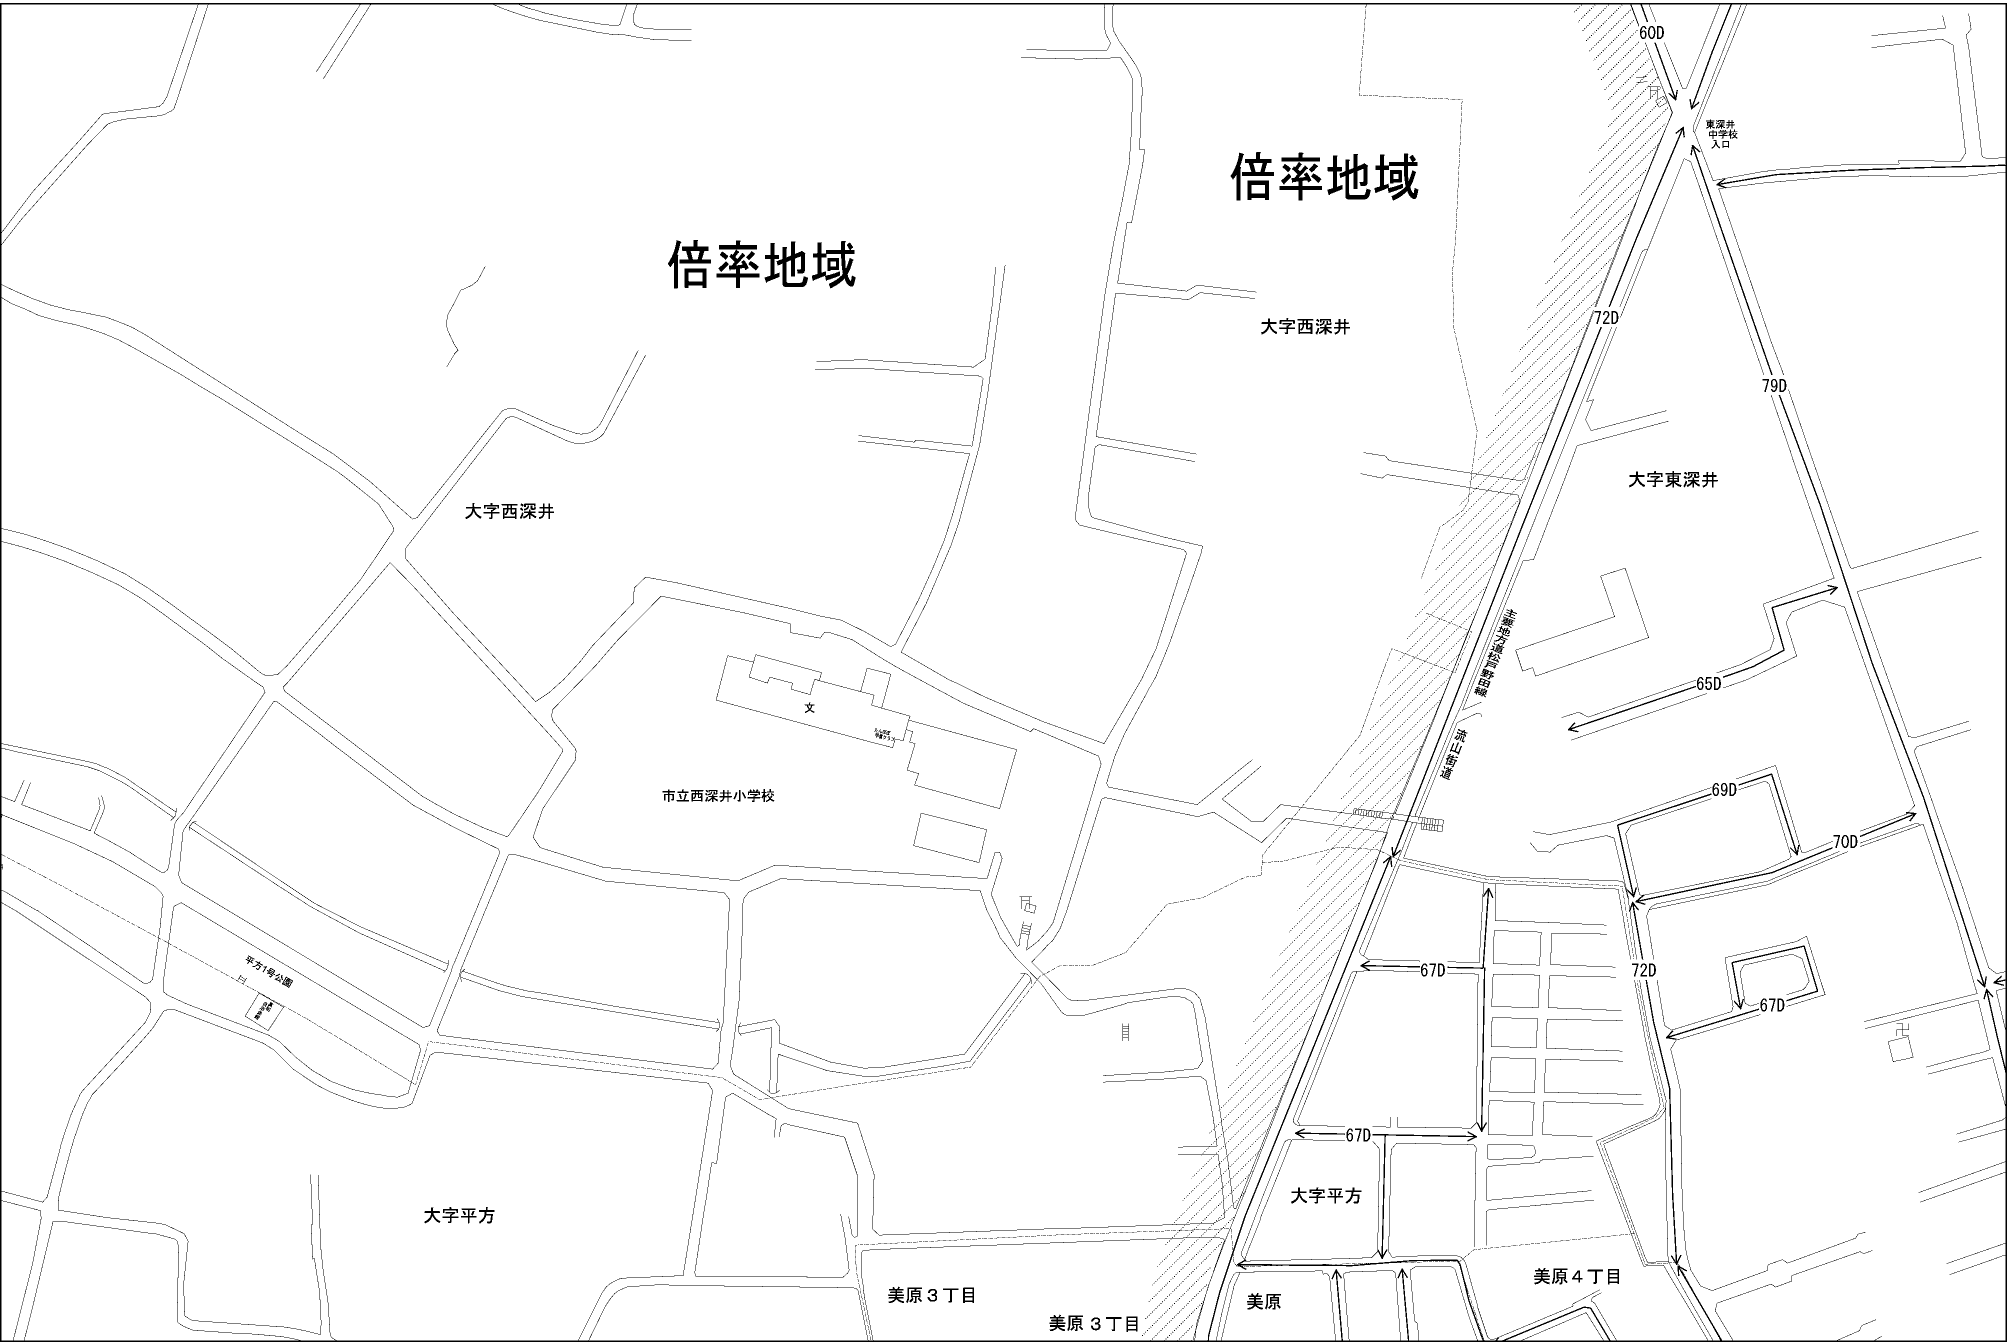 60D
東深井
中学校
入口
倍率地域
倍率地域
72D
大字西深井
79D
大字東深井
大字西深井
主要地方道松戸野田線
65D
文
流山街道
市立西深井小学校
69D
70D
平方1号公園
67D
72D
67D
67D
大字平方
大字平方
美原4丁目
美原3丁目
美原
美原3丁目